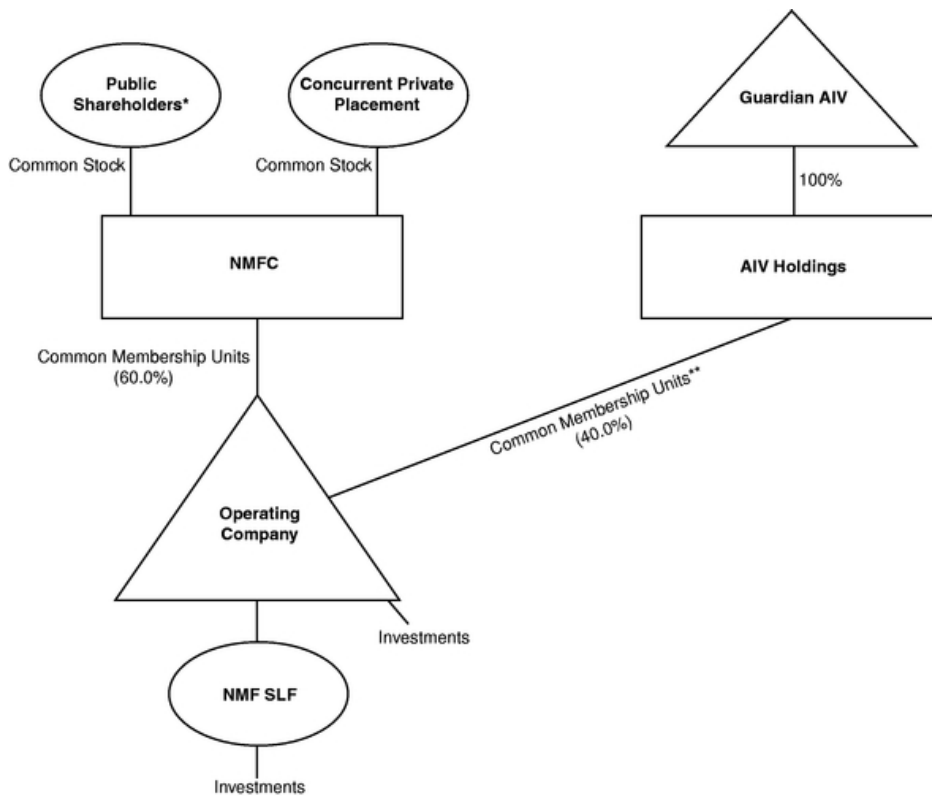 Public
Shareholders*
Concurrent Private
Placement
Guardian AIV
Common Stock
Common Stock
100%
NMFC
AIV Holdings
Common Membership Units
(60.0%)
Common Membership Units**
(40.0%)
Operating
Company
Investments
NMF SLF
Investments